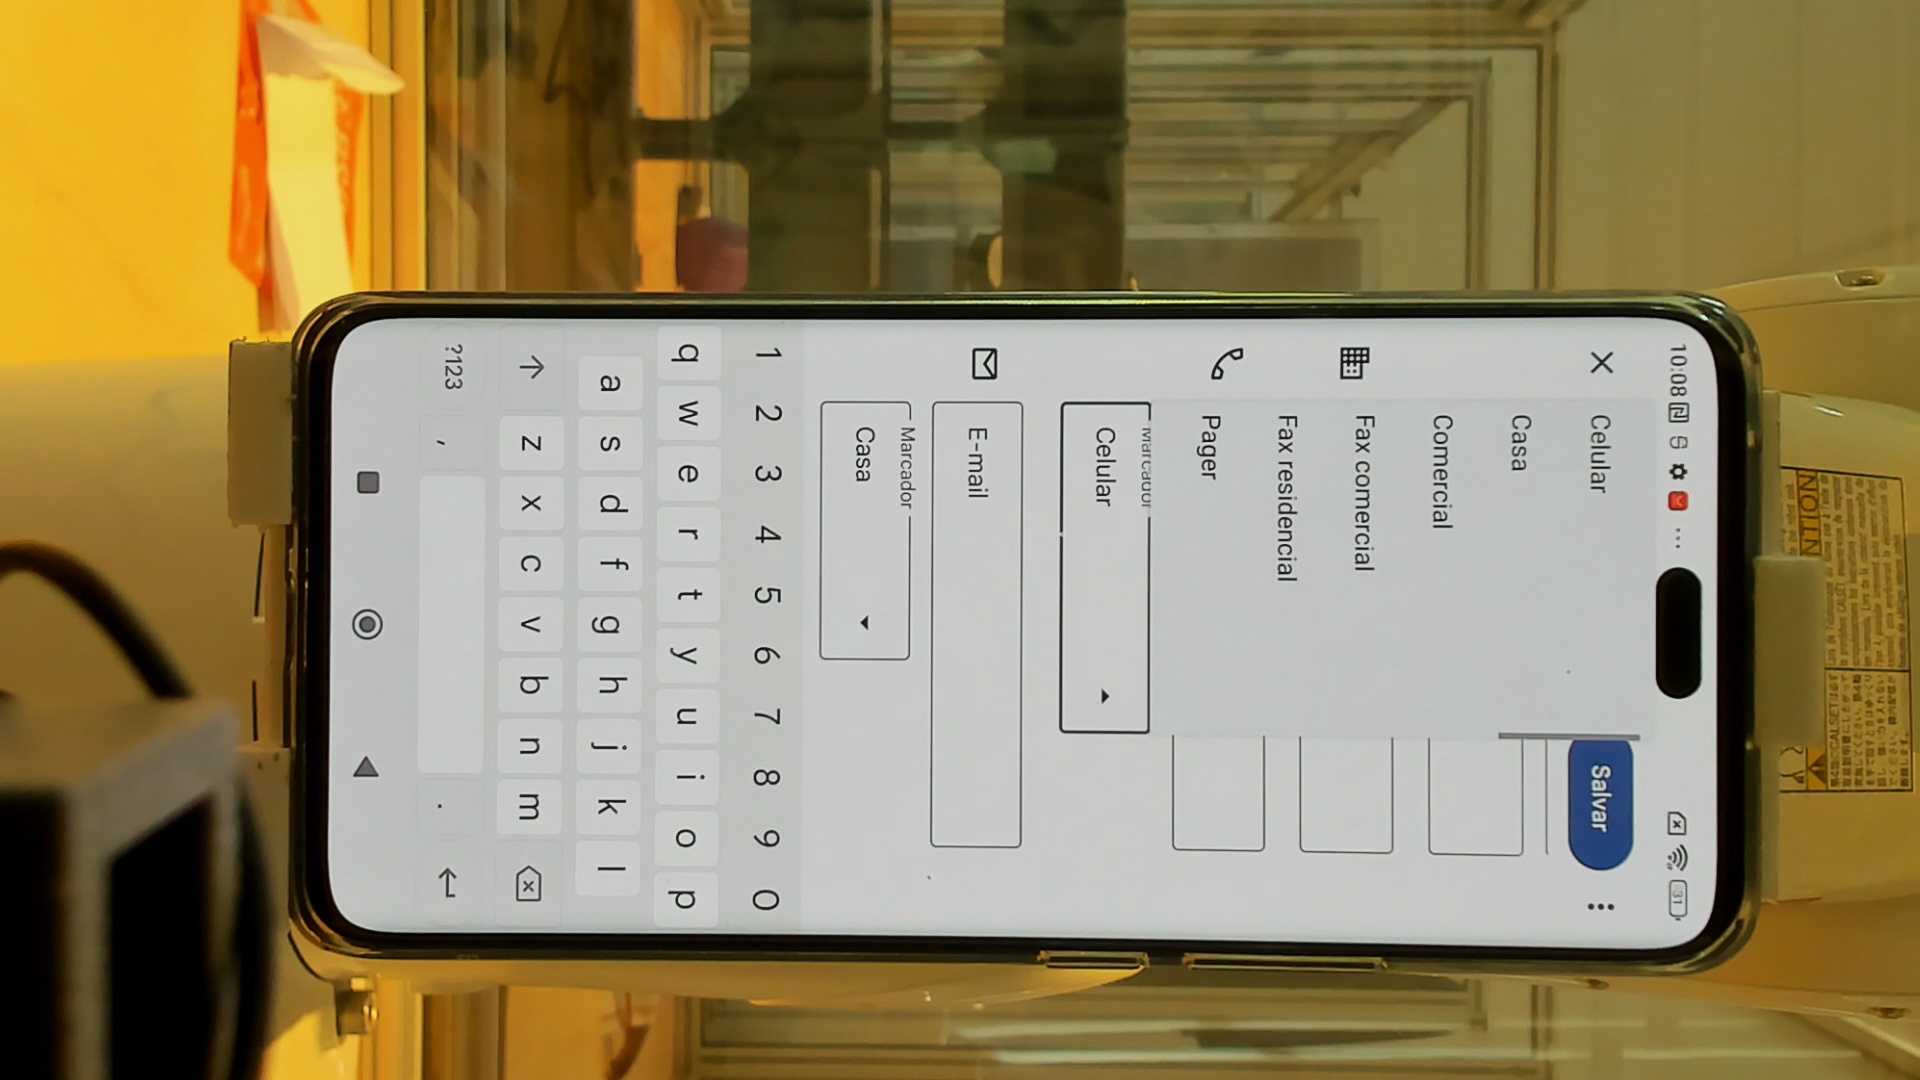 10:08
31
Salvar
Celular
Casa
Comercial
Fax comercial
Fax residencial
Pager
Marcador
Celular
E-mail
Marcador
Casa
1 2 3 4 5 6 7 8 9 0
q w e r t y u i o p
a s d f g h j k l
z x c v b n m
?123 , .